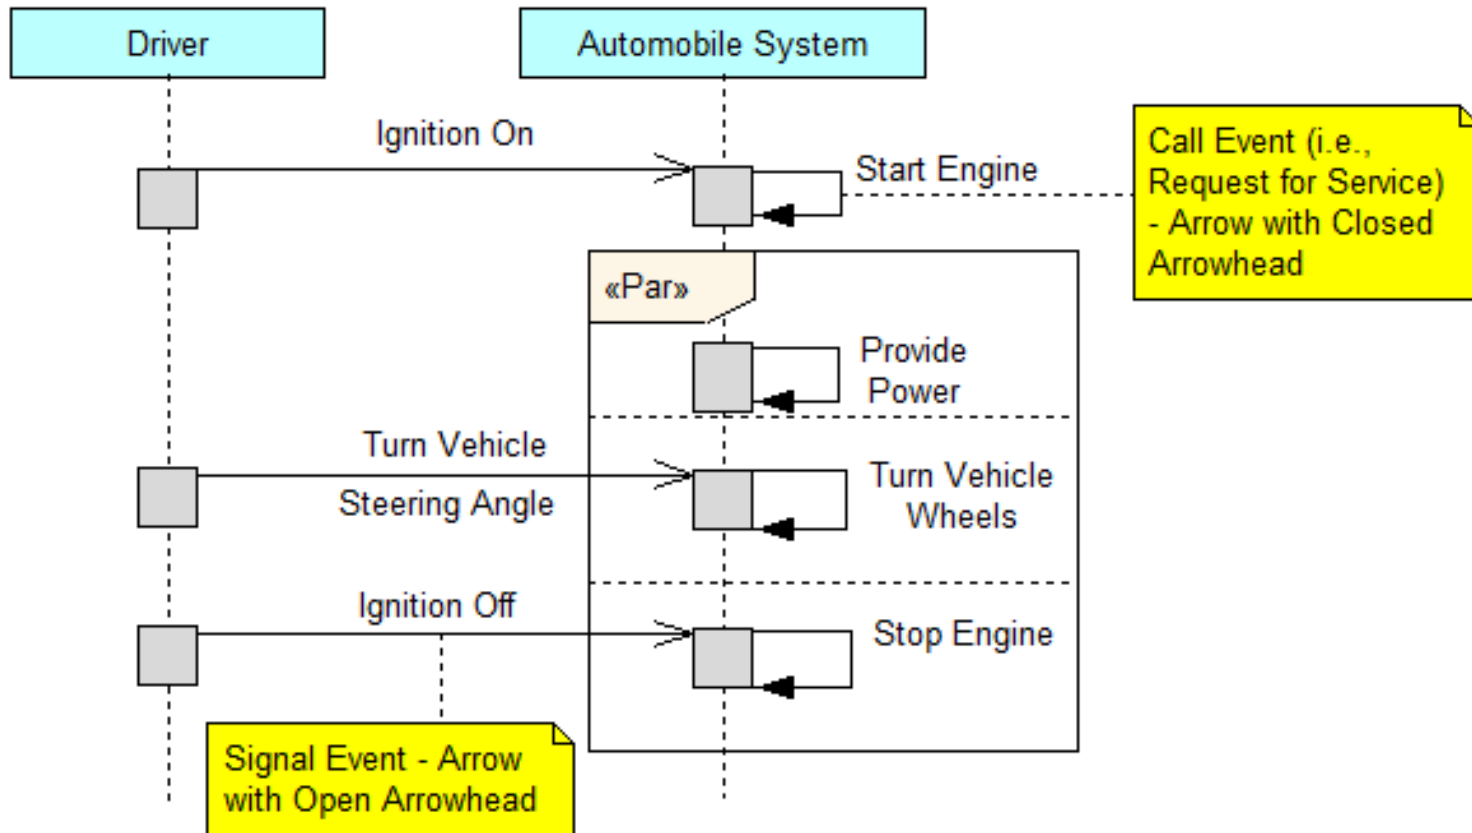 Driver
Automobile System
Ignition On
Start Engine
Call Event (i.e.,
Request for Service)
- Arrow with Closed
Arrowhead
«Par»
Provide
Power
Turn Vehicle
Steering Angle
Turn Vehicle
Wheels
Ignition Off
Stop Engine
Signal Event - Arrow
with Open Arrowhead